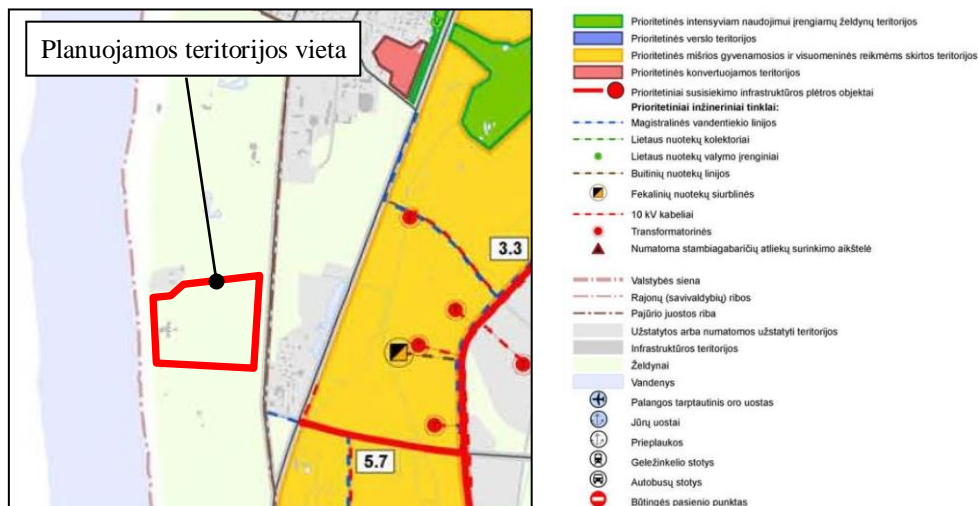 Planuojamos teritorijos vieta
3.3
5.7
Prioritetinės intensyviam naudojimui įrengiamų želdynų teritorijos
Prioritetinės verslo teritorijos
Prioritetinės mišrios gyvenamosios ir visuomeninė reikmėms skirtos teritorijos
Prioritetinės konvertuojamos teritorijos
Prioritetiniai susisiekimo infrastruktūros plėtros objektai
Prioritetiniai inžineriniai tinklai:
Magistralinės vandentiekio linijos
Lietaus nuotekų kolektoriai
Lietaus nuotekų valymo įrenginiai
Buitinių nuotekų linijos
Fekalinių nuotekų siurblinės
10 kV kabeliai
Transformatorinės
Numatoma stambiagabaričių atliekų surinkimo aikštelė
Valstybės siena
Rajonų (savivaldybių) ribos
Pajūrio juostos riba
Užstatytos arba numatomos užstatyti teritorijos
Infrastruktūros teritorijos
Želdynai
Vandenys
Palangos tarptautinis oro uostas
Jūrų uostai
Prieplaukos
Geležinkelio stotys
Autobusų stotys
Būtingės pasienio punktas